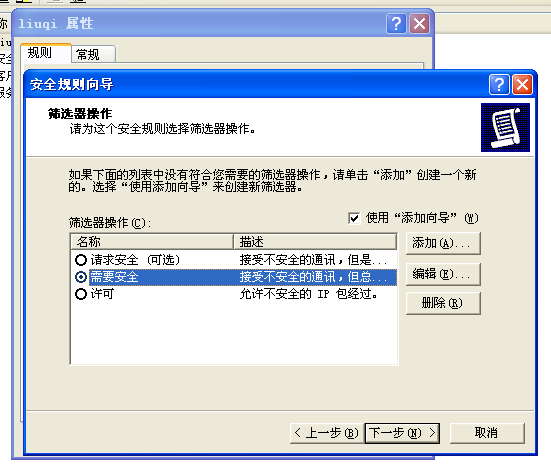 liuqi 属性
规则
常规
安全规则向导
筛选器操作
请为这个安全规则选择筛选器操作。
如果下面的列表中没有符合您需要的筛选器操作，请单击“添加”创建一个新
的。选择“使用添加向导”来创建新筛选器。
筛选器操作(C):
使用“添加向导”(W)
名称
描述
请求安全 (可选)
接受不安全的通讯，但是...
需要安全
接受不安全的通讯，但总...
许可
允许不安全的 IP 包经过。
添加(A)...
编辑(E)...
删除(R)
< 上一步(B)
下一步(N) >
取消